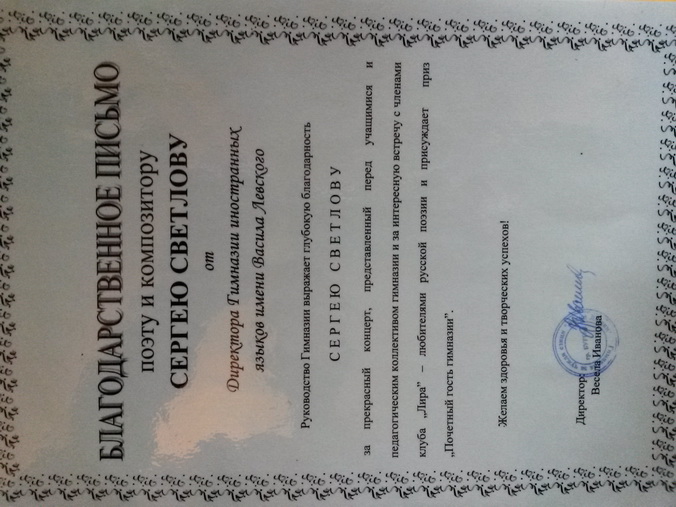 БЛАГОДАРСТВЕННОЕ ПИСЬМО
поэту и композитору
СЕРГЕЮ СВЕТЛОВУ
от
Директора Гимназии иностранных
языков имени Васила Левского
Руководство Гимназии выражает глубокую благодарность
СЕРГЕЮ СВЕТЛОВУ
за прекрасный концерт, представленный перед учащимися и
педагогическим коллективом гимназии и за интересную встречу с членами
клуба „Лира” – любителями русской поэзии и присуждает приз
„Почетный гость гимназии”.
Желаем здоровья и творческих успехов!
Директор:
Весела Иванова